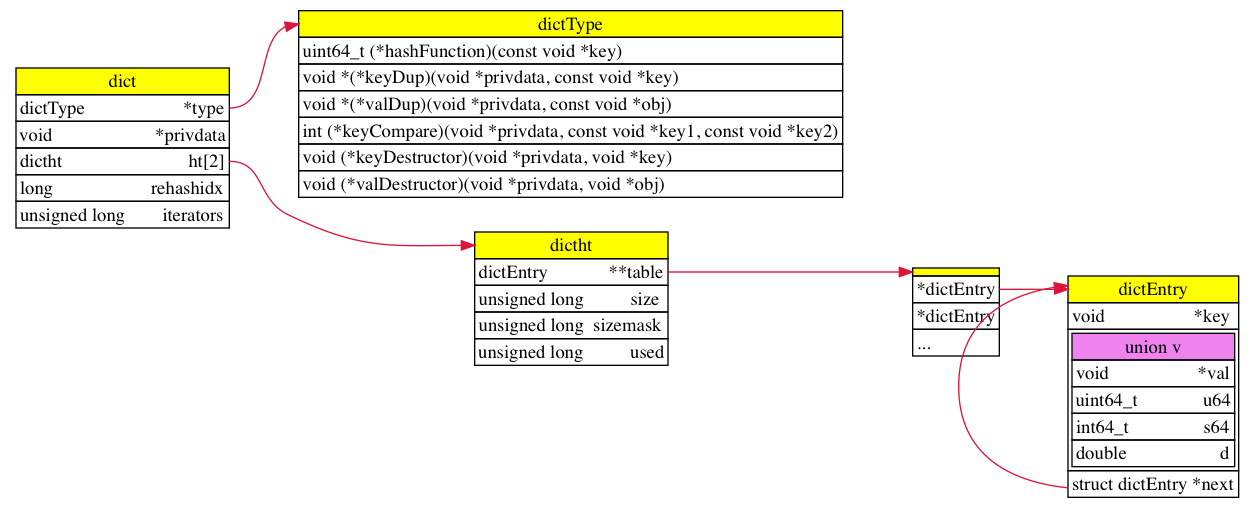 dict
dictType *type
void *privdata
dictht ht[2]
long rehashidx
unsigned long iterators
dictType
uint64_t (*hashFunction)(const void *key)
void *(*keyDup)(void *privdata, const void *key)
void *(*valDup)(void *privdata, const void *obj)
int (*keyCompare)(void *privdata, const void *key1, const void *key2)
void (*keyDestructor)(void *privdata, void *key)
void (*valDestructor)(void *privdata, void *obj)
dictht
dictEntry **table
unsigned long size
unsigned long sizemask
unsigned long used
*dictEntry
*dictEntry
...
dictEntry
void *key
union v
void *val
uint64_t u64
int64_t s64
double d
struct dictEntry *next